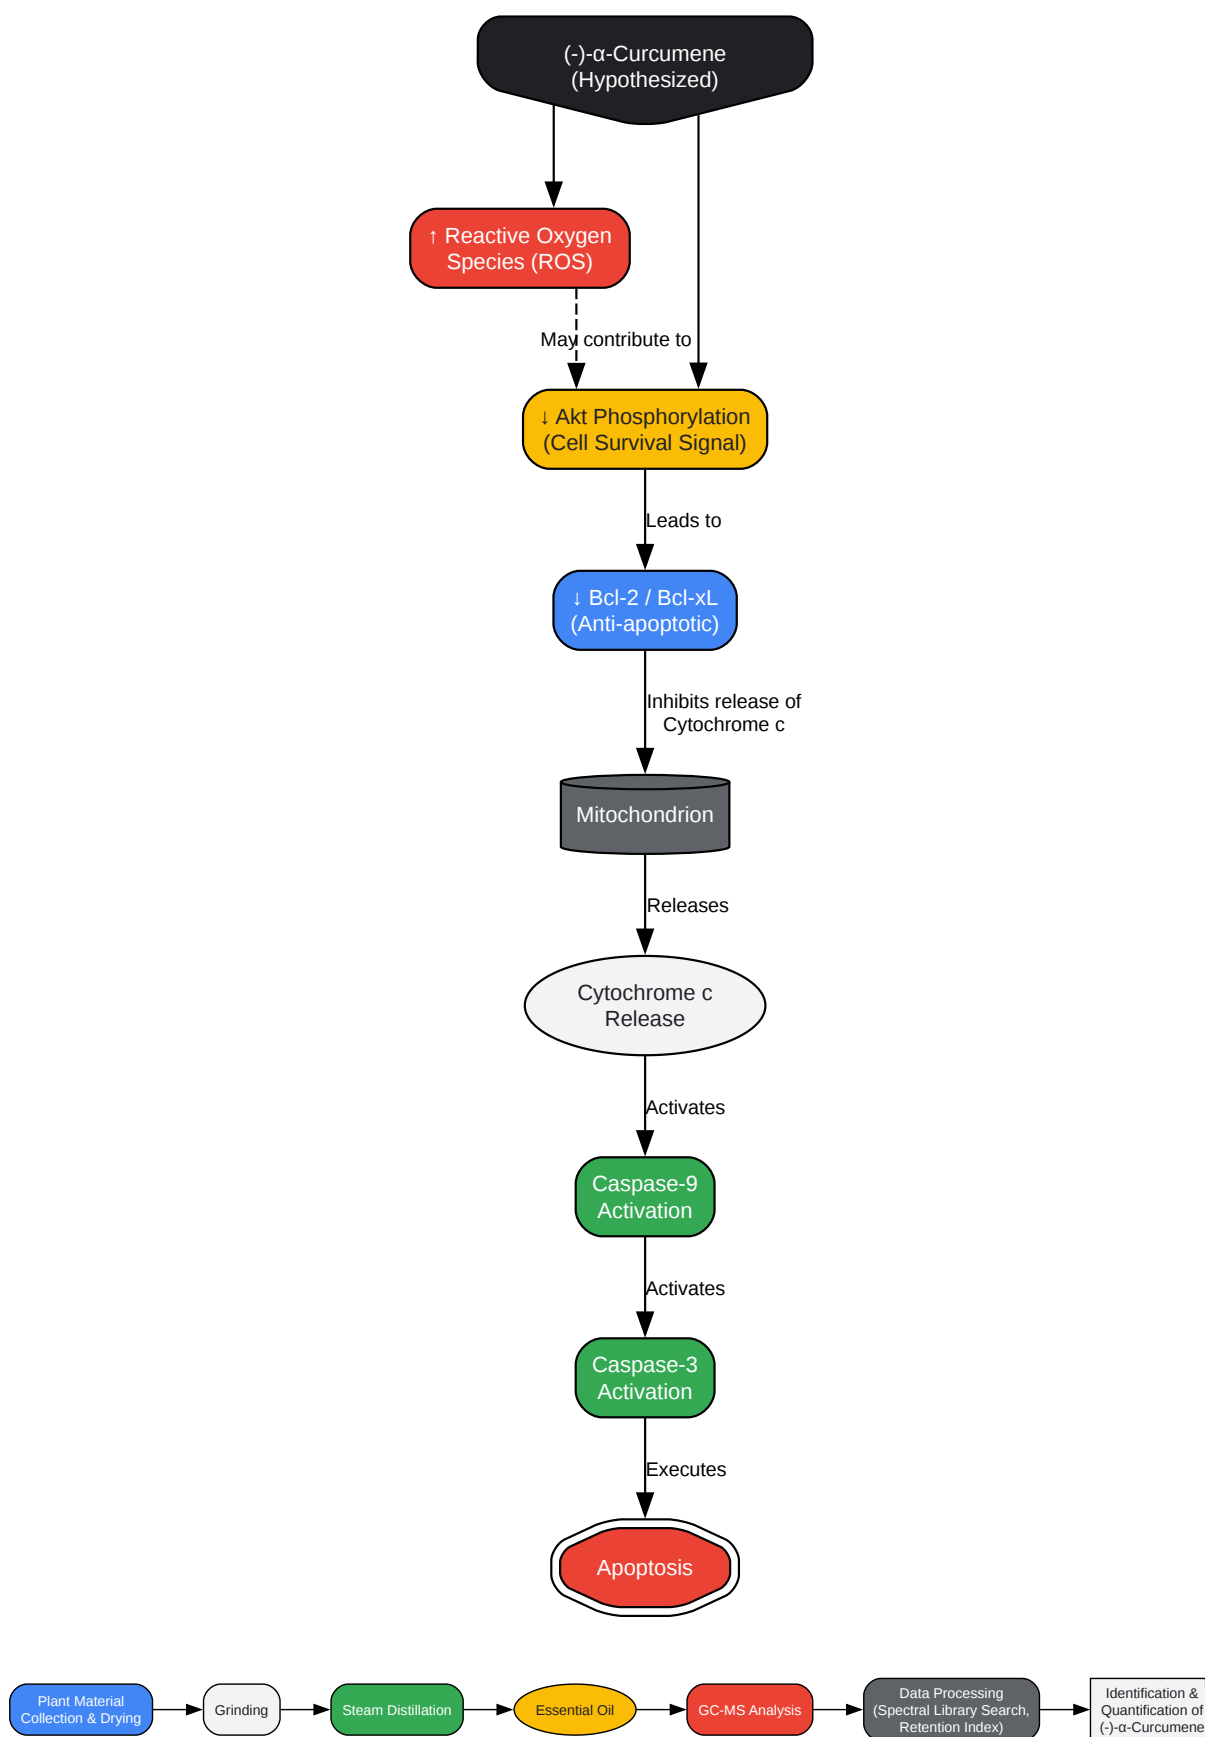 (-)-α-Curcumene
(Hypothesized)
↑ Reactive Oxygen
Species (ROS)
May contribute to
↓ Akt Phosphorylation
(Cell Survival Signal)
Leads to
↓ Bcl-2 / Bcl-xL
(Anti-apoptotic)
Inhibits release of
Cytochrome c
Mitochondrion
Releases
Cytochrome c
Release
Activates
Caspase-9
Activation
Activates
Caspase-3
Activation
Executes
Apoptosis
Plant Material
Collection & Drying
Grinding
Steam Distillation
Essential Oil
GC-MS Analysis
Data Processing
(Spectral Library Search,
Retention Index)
Identification &
Quantification of
(-)-α-Curcumene